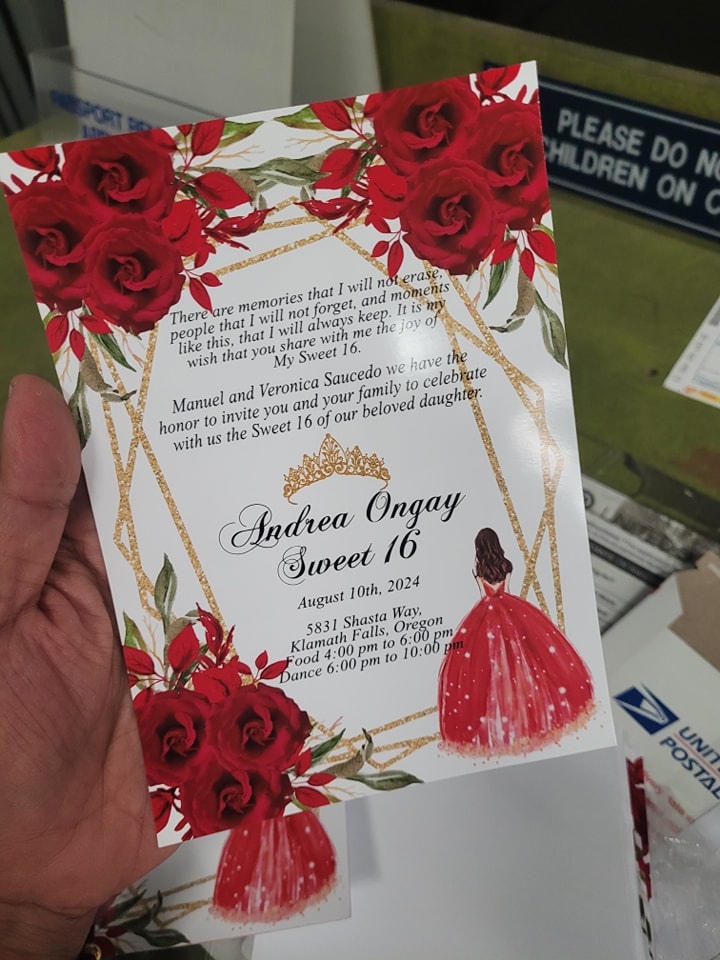 PASSPORT
PLEASE DO
CHILDREN ON
There are memories that I will not erase,
people that I will not forget, and moments
like this, that I will always keep. It is my
wish that you share with me the joy of
My Sweet 16.
Manuel and Veronica Saucedo we have the
honor to invite you and your family to celebrate
with us the Sweet 16 of our beloved daughter.
Andrea Ongay
Sweet 16
August 10th, 2024
5831 Shasta Way,
Klamath Falls, Oregon
Food 4:00 pm to 6:00 pm
Dance 6:00 pm to 10:00 pm
UNITED
POSTAL